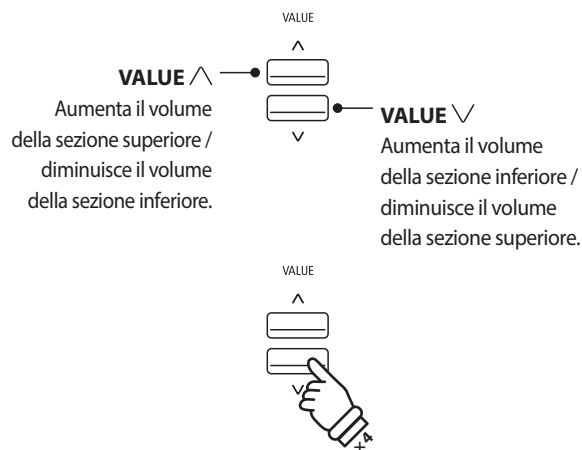 VALUE
VALUE ∧
Aumenta il volume
della sezione superiore /
diminuisce il volume
della sezione inferiore.
VALUE ∨
Aumenta il volume
della sezione inferiore /
diminuisce il volume
della sezione superiore.
VALUE
×4